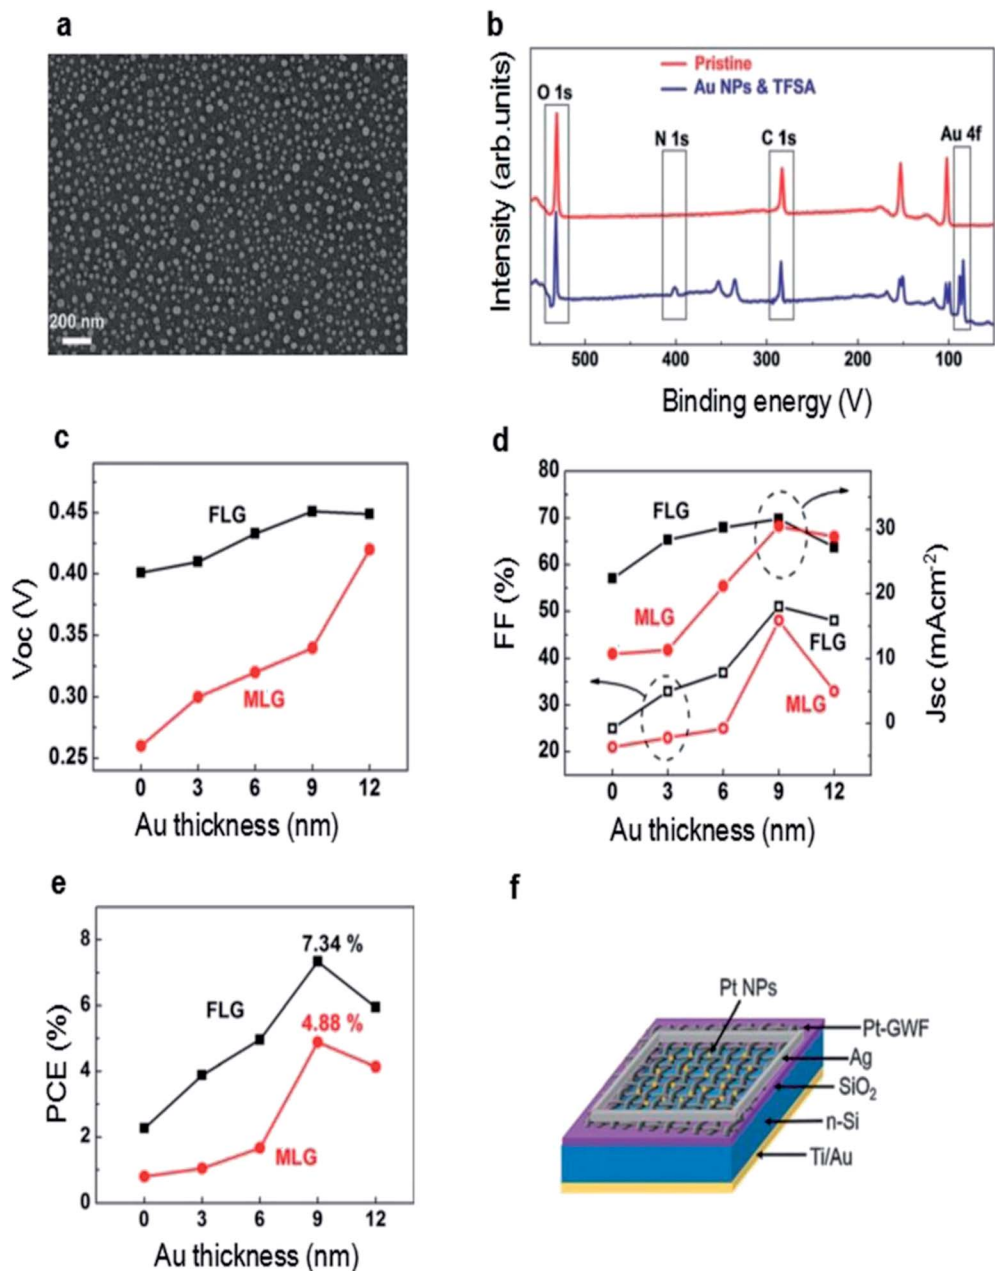 a
200 nm
b
Pristine
Au NPs & TFSA
O 1s
N 1s
C 1s
Au 4f
Intensity (arb.units)
500 400 300 200 100
Binding energy (V)
c
0.45
0.40
0.35
0.30
0.25
Voc (V)
FLG
MLG
0 3 6 9 12
Au thickness (nm)
d
80
70
60
50
40
30
20
FF (%)
FLG
MLG
FLG
MLG
30
20
10
0
Jsc (mAcm-2)
0 3 6 9 12
Au thickness (nm)
e
8
6
4
2
0
PCE (%)
7.34 %
FLG
4.88 %
MLG
0 3 6 9 12
Au thickness (nm)
f
Pt NPs
Pt-GWF
Ag
SiO2
n-Si
Ti/Au